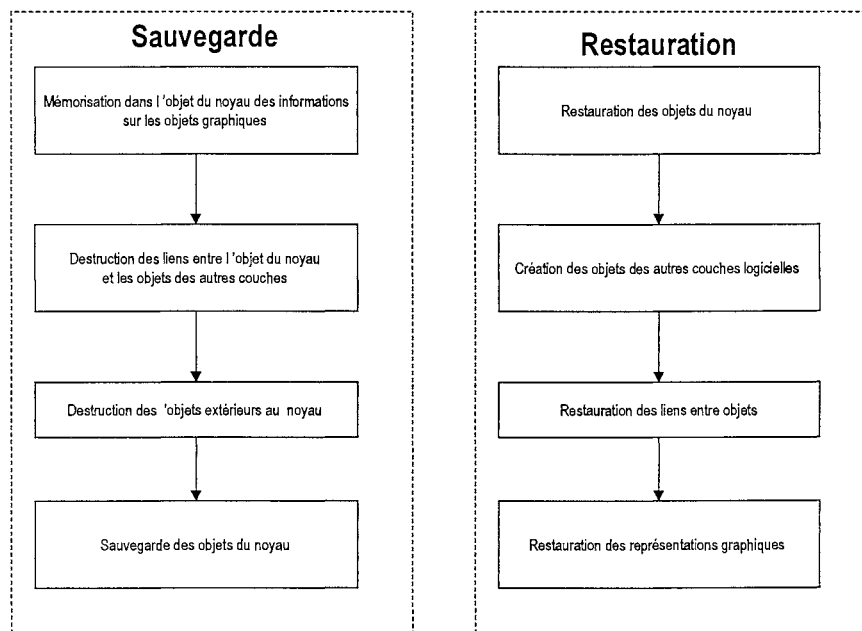 Sauvegarde
Mémorisation dans l 'objet du noyau des informations
sur les objets graphiques
Destruction des liens entre l 'objet du noyau
et les objets des autres couches
Destruction des 'objets extérieurs au noyau
Sauvegarde des objets du noyau
Restauration
Restauration des objets du noyau
Création des objets des autres couches logicielles
Restauration des liens entre objets
Restauration des représentations graphiques